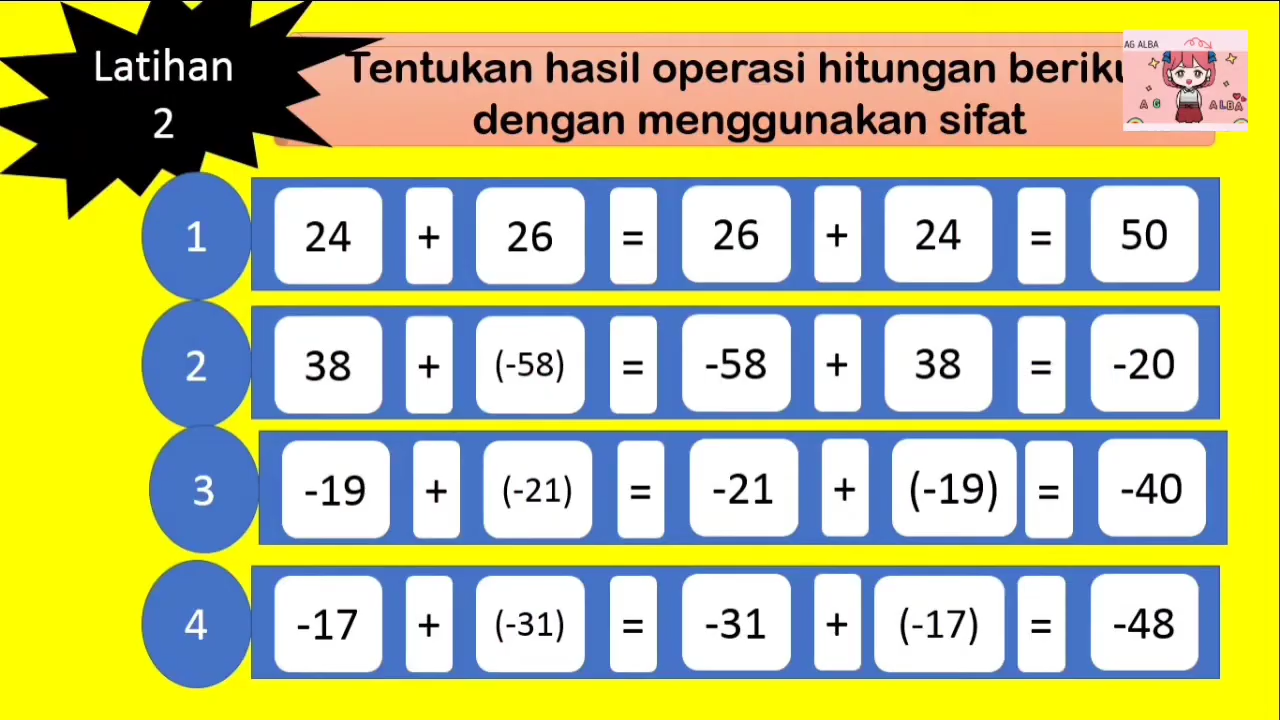 Latihan
2
Tentukan hasil operasi hitungan
dengan menggunakan sifat
AG ALBA
A G ALBA
1 24 + 26 = 26 + 24 = 50
2 38 + (-58) = -58 + 38 = -20
3 -19 + (-21) = -21 + (-19) = -40
4 -17 + (-31) = -31 + (-17) = -48